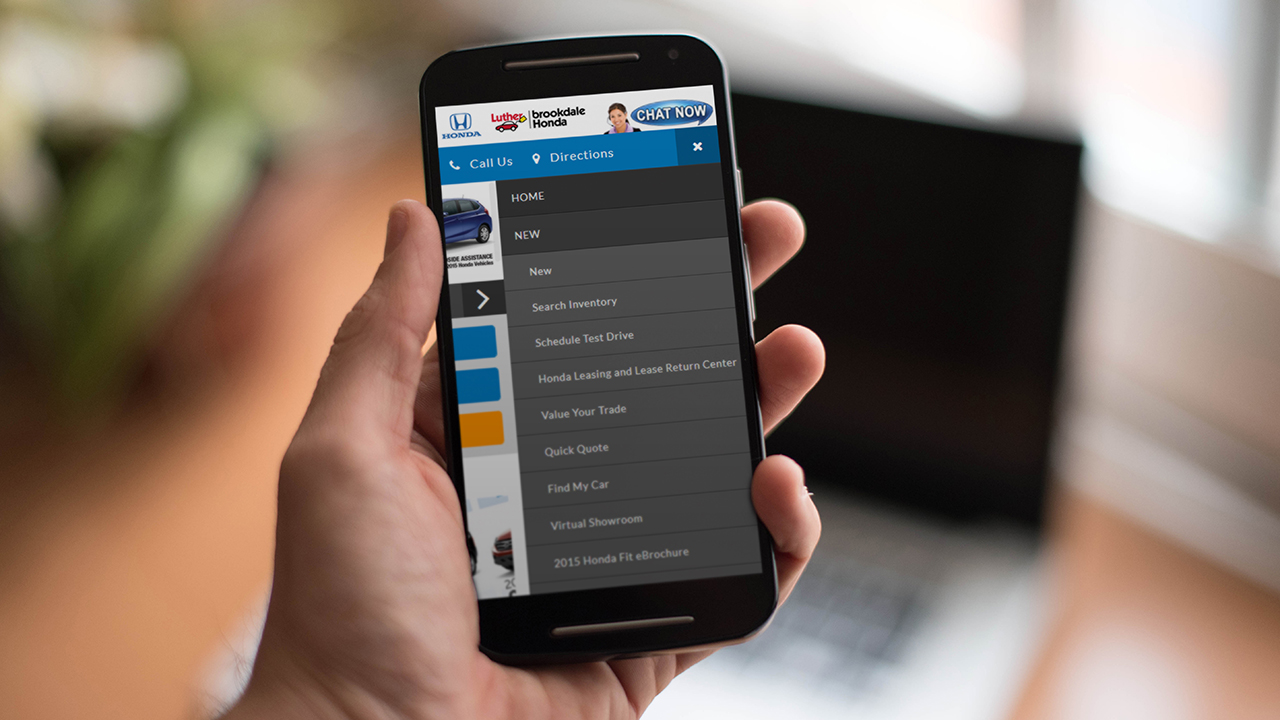 HONDA
Luther
brookdale
Honda
CHAT NOW
Call Us
Directions
SIDE ASSISTANCE
2015 Honda Vehicles
HOME
NEW
New
Search Inventory
Schedule Test Drive
Honda Leasing and Lease Return Center
Value Your Trade
Quick Quote
Find My Car
Virtual Showroom
2015 Honda Fit eBrochure